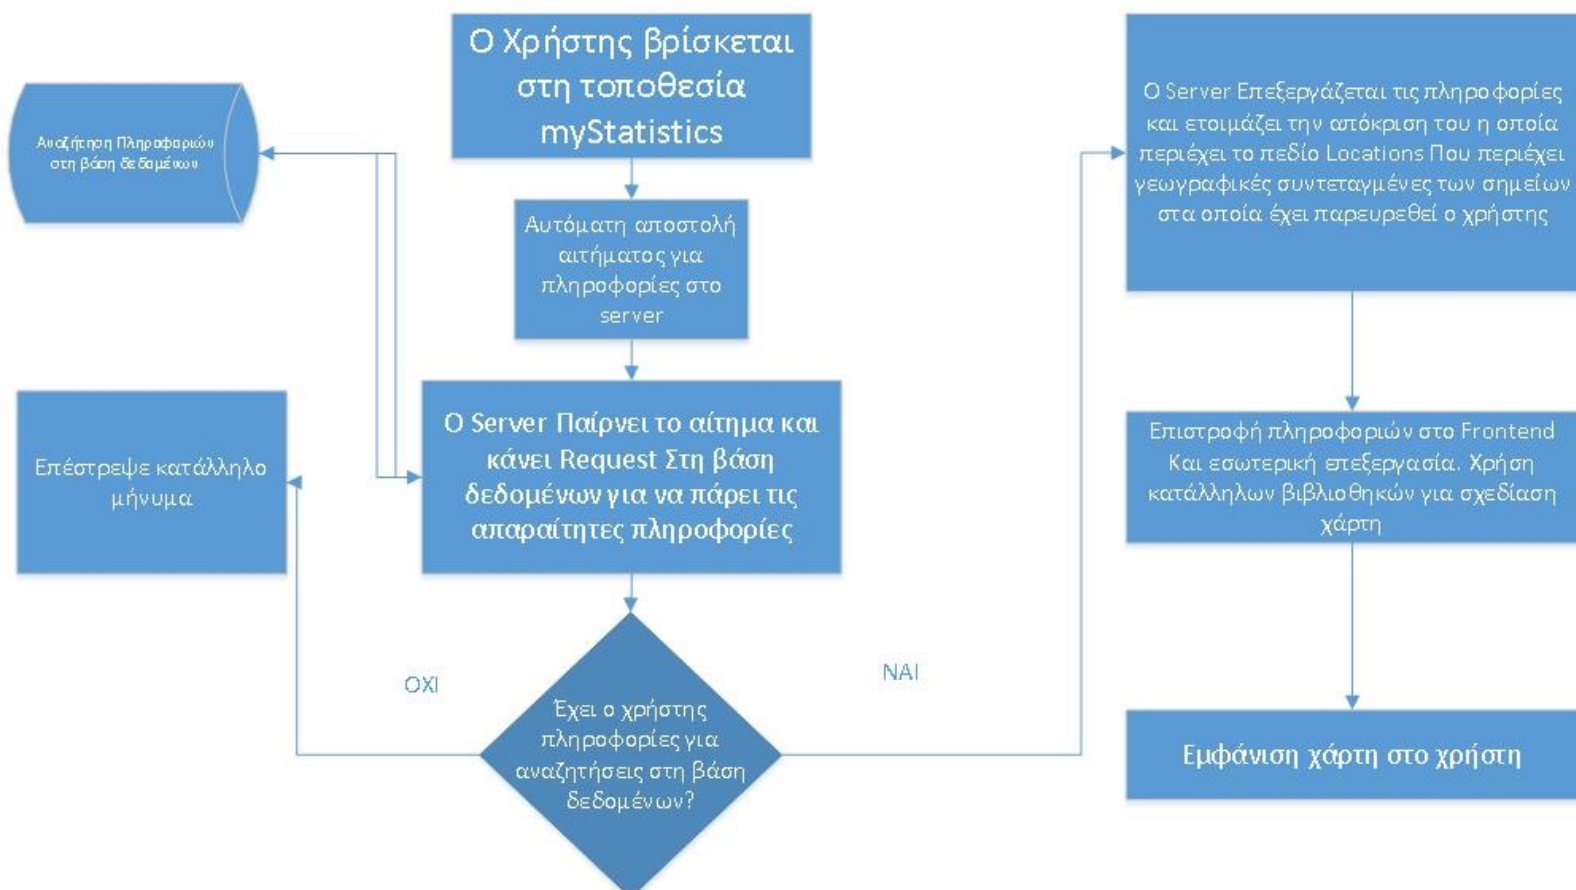 Ο Χρήστης βρίσκεται
στη τοποθεσία
myStatistics
Αναζήτηση Πληροφοριών
στη βάση δεδομένων
Αυτόματη αποστολή
αιτήματος για
πληροφορίες στο
server
Ο Server Παίρνει το αίτημα και
κάνει Request Στη βάση
δεδομένων για να πάρει τις
απαραίτητες πληροφορίες
Επέστρεψε κατάλληλο
μήνυμα
ΟΧΙ
ΝΑΙ
Έχει ο χρήστης
πληροφορίες για
αναζητήσεις στη βάση
δεδομένων?
Ο Server Επεξεργάζεται τις πληροφορίες
και ετοιμάζει την απόκριση του η οποία
περιέχει το πεδίο Locations Που περιέχει
γεωγραφικές συντεταγμένες των σημείων
στα οποία έχει παρευρεθεί ο χρήστης
Επιστροφή πληροφοριών στο Frontend
Και εσωτερική επεξεργασία. Χρήση
κατάλληλων βιβλιοθηκών για σχεδίαση
χάρτη
Εμφάνιση χάρτη στο χρήστη